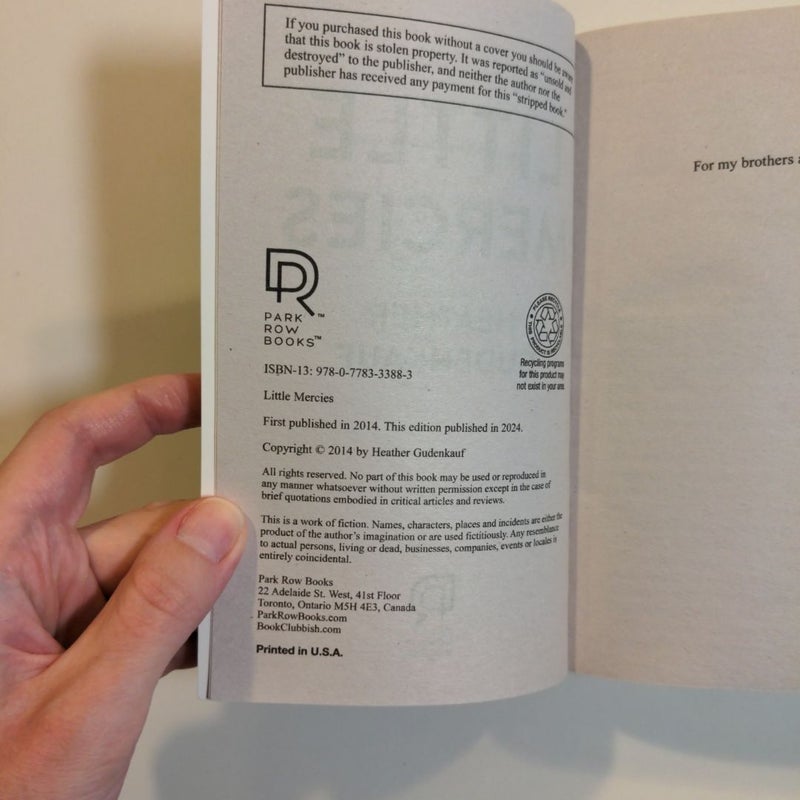 If you purchased this book without a cover you should be aware
that this book is stolen property. It was reported as "unsold and
destroyed" to the publisher, and neither the author nor the
publisher has received any payment for this "stripped book."
For my brothers
PARK™
ROW
BOOKS™
PLEASE RECYCLE
THIS PRODUCT IS RECYCLABLE
Recycling programs
for this product may
not exist in your area.
ISBN-13: 978-0-7783-3388-3
Little Mercies
First published in 2014. This edition published in 2024.
Copyright © 2014 by Heather Gudenkauf
All rights reserved. No part of this book may be used or reproduced in
any manner whatsoever without written permission except in the case of
brief quotations embodied in critical articles and reviews.
This is a work of fiction. Names, characters, places and incidents are either the
product of the author's imagination or are used fictitiously. Any resemblance
to actual persons, living or dead, businesses, companies, events or locales is
entirely coincidental.
Park Row Books
22 Adelaide St. West, 41st Floor
Toronto, Ontario M5H 4E3, Canada
ParkRowBooks.com
BookClubbish.com
Printed in U.S.A.